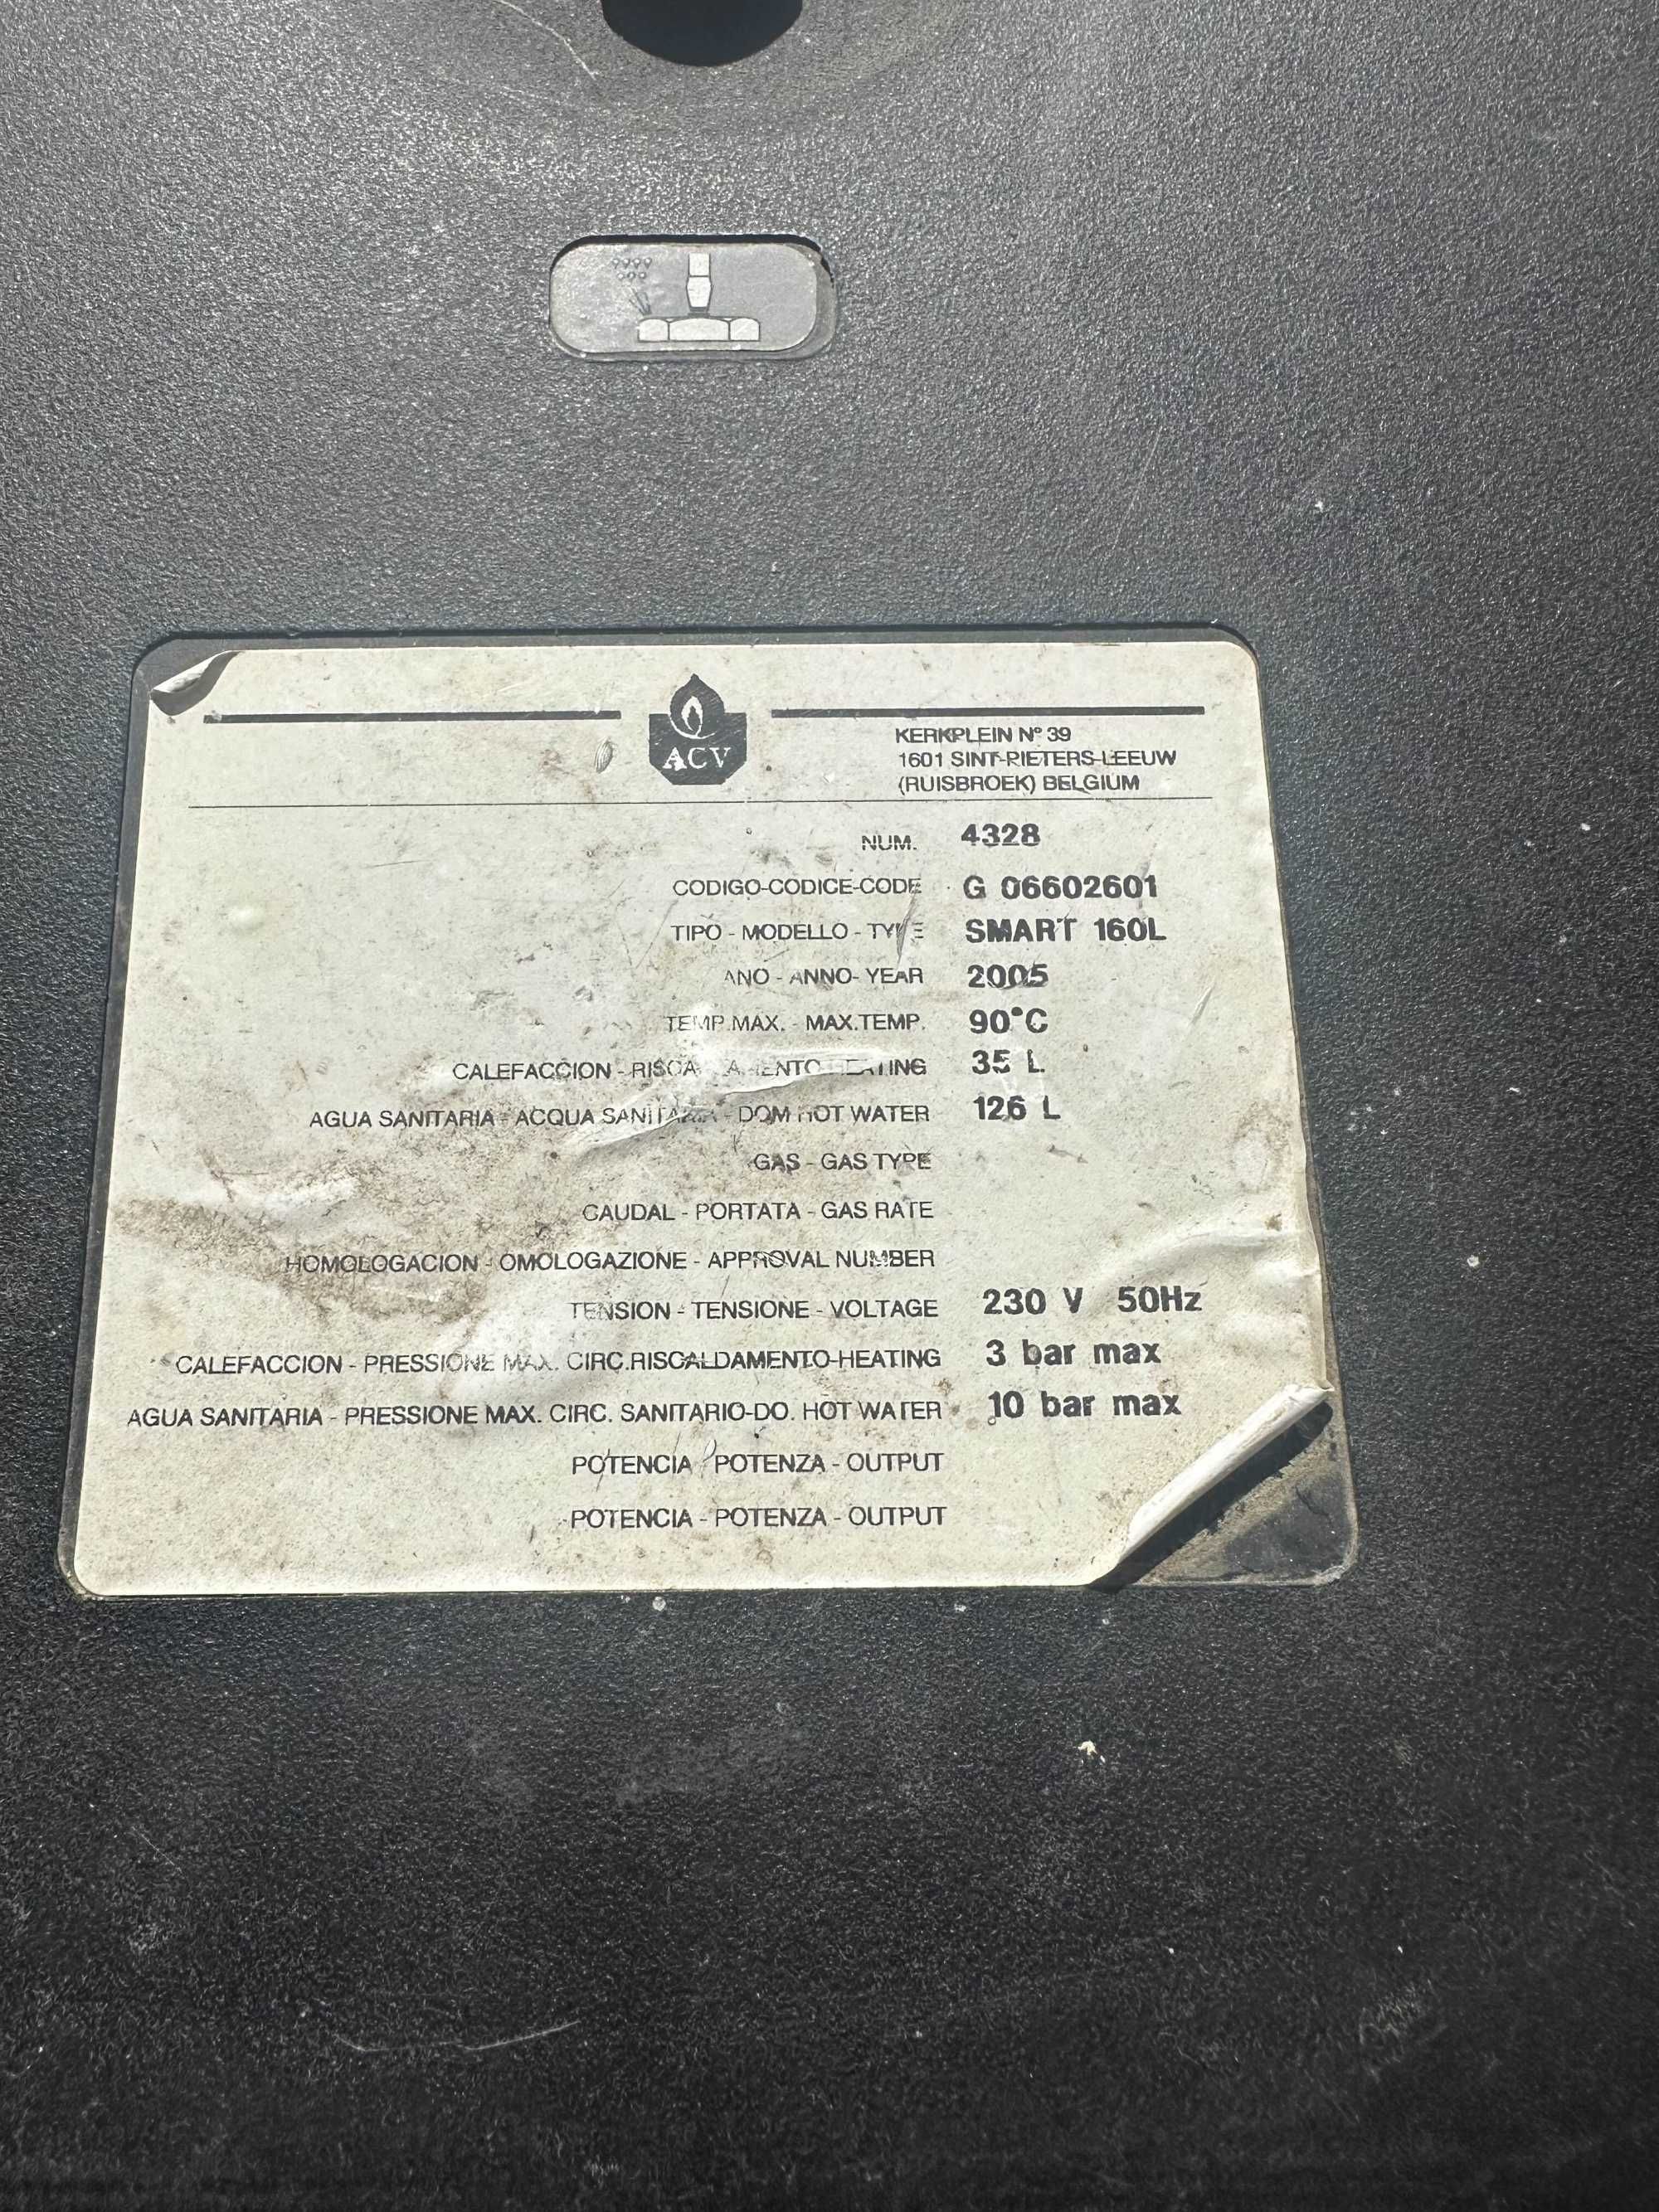 ACV
KERKPLEIN Nº 39
1601 SINT-PIETERS-LEEUW
(RUISBROEK) BELGIUM
NUM. 4328
CODIGO-CODICE-CODE G 06602601
TIPO - MODELLO - TYPE SMART 160L
ANO - ANNO- YEAR 2005
TEMP.MAX. - MAX.TEMP. 90°C
CALEFACCION - RISCALDAMENTO-HEATING 35 L
AGUA SANITARIA - ACQUA SANITARIA - DOM HOT WATER 126 L
GAS - GAS TYPE
CAUDAL - PORTATA - GAS RATE
HOMOLOGACION - OMOLOGAZIONE - APPROVAL NUMBER
TENSION - TENSIONE - VOLTAGE 230 V 50Hz
CALEFACCION - PRESSIONE MAX. CIRC.RISCALDAMENTO-HEATING 3 bar max
AGUA SANITARIA - PRESSIONE MAX. CIRC. SANITARIO-DO. HOT WATER 10 bar max
POTENCIA - POTENZA - OUTPUT
POTENCIA - POTENZA - OUTPUT